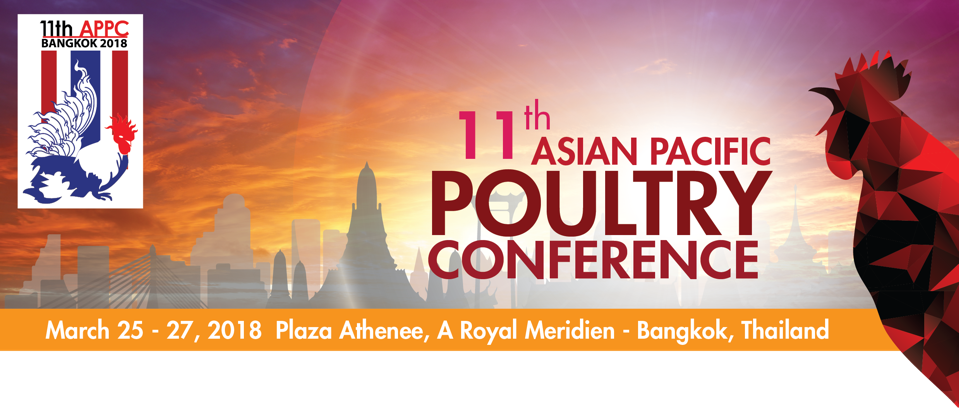 11th APPC
BANGKOK 2018
11th
ASIAN PACIFIC
POULTRY
CONFERENCE
March 25 - 27, 2018 Plaza Athenee, A Royal Meridien - Bangkok, Thailand